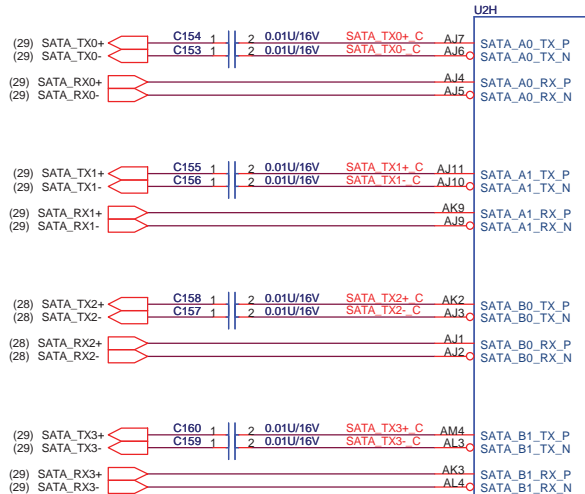 U2H
(29) SATA_TX0+ C154 1 2 0.01U/16V SATA_TX0+_C AJ7 SATA_A0_TX_P
(29) SATA_TX0- C153 1 2 0.01U/16V SATA_TX0-_C AJ6 SATA_A0_TX_N
(29) SATA_RX0+ AJ4 SATA_A0_RX_P
(29) SATA_RX0- AJ5 SATA_A0_RX_N
(29) SATA_TX1+ C155 1 2 0.01U/16V SATA_TX1+_C AJ11 SATA_A1_TX_P
(29) SATA_TX1- C156 1 2 0.01U/16V SATA_TX1-_C AJ10 SATA_A1_TX_N
(29) SATA_RX1+ AK9 SATA_A1_RX_P
(29) SATA_RX1- AJ9 SATA_A1_RX_N
(28) SATA_TX2+ C158 1 2 0.01U/16V SATA_TX2+_C AK2 SATA_B0_TX_P
(28) SATA_TX2- C157 1 2 0.01U/16V SATA_TX2-_C AJ3 SATA_B0_TX_N
(28) SATA_RX2+ AJ1 SATA_B0_RX_P
(28) SATA_RX2- AJ2 SATA_B0_RX_N
(29) SATA_TX3+ C160 1 2 0.01U/16V SATA_TX3+_C AM4 SATA_B1_TX_P
(29) SATA_TX3- C159 1 2 0.01U/16V SATA_TX3-_C AL3 SATA_B1_TX_N
(29) SATA_RX3+ AK3 SATA_B1_RX_P
(29) SATA_RX3- AL4 SATA_B1_RX_N